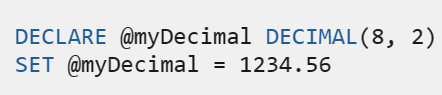 DECLARE @myDecimal DECIMAL(8, 2)
SET @myDecimal = 1234.56